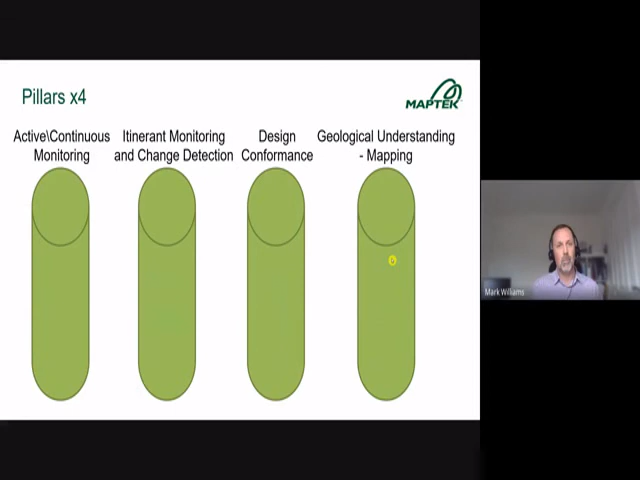 Pillars x4
MAPTEK
Active\Continuous
Monitoring
Itinerant Monitoring
and Change Detection
Design
Conformance
Geological Understanding
- Mapping
Mark Williams